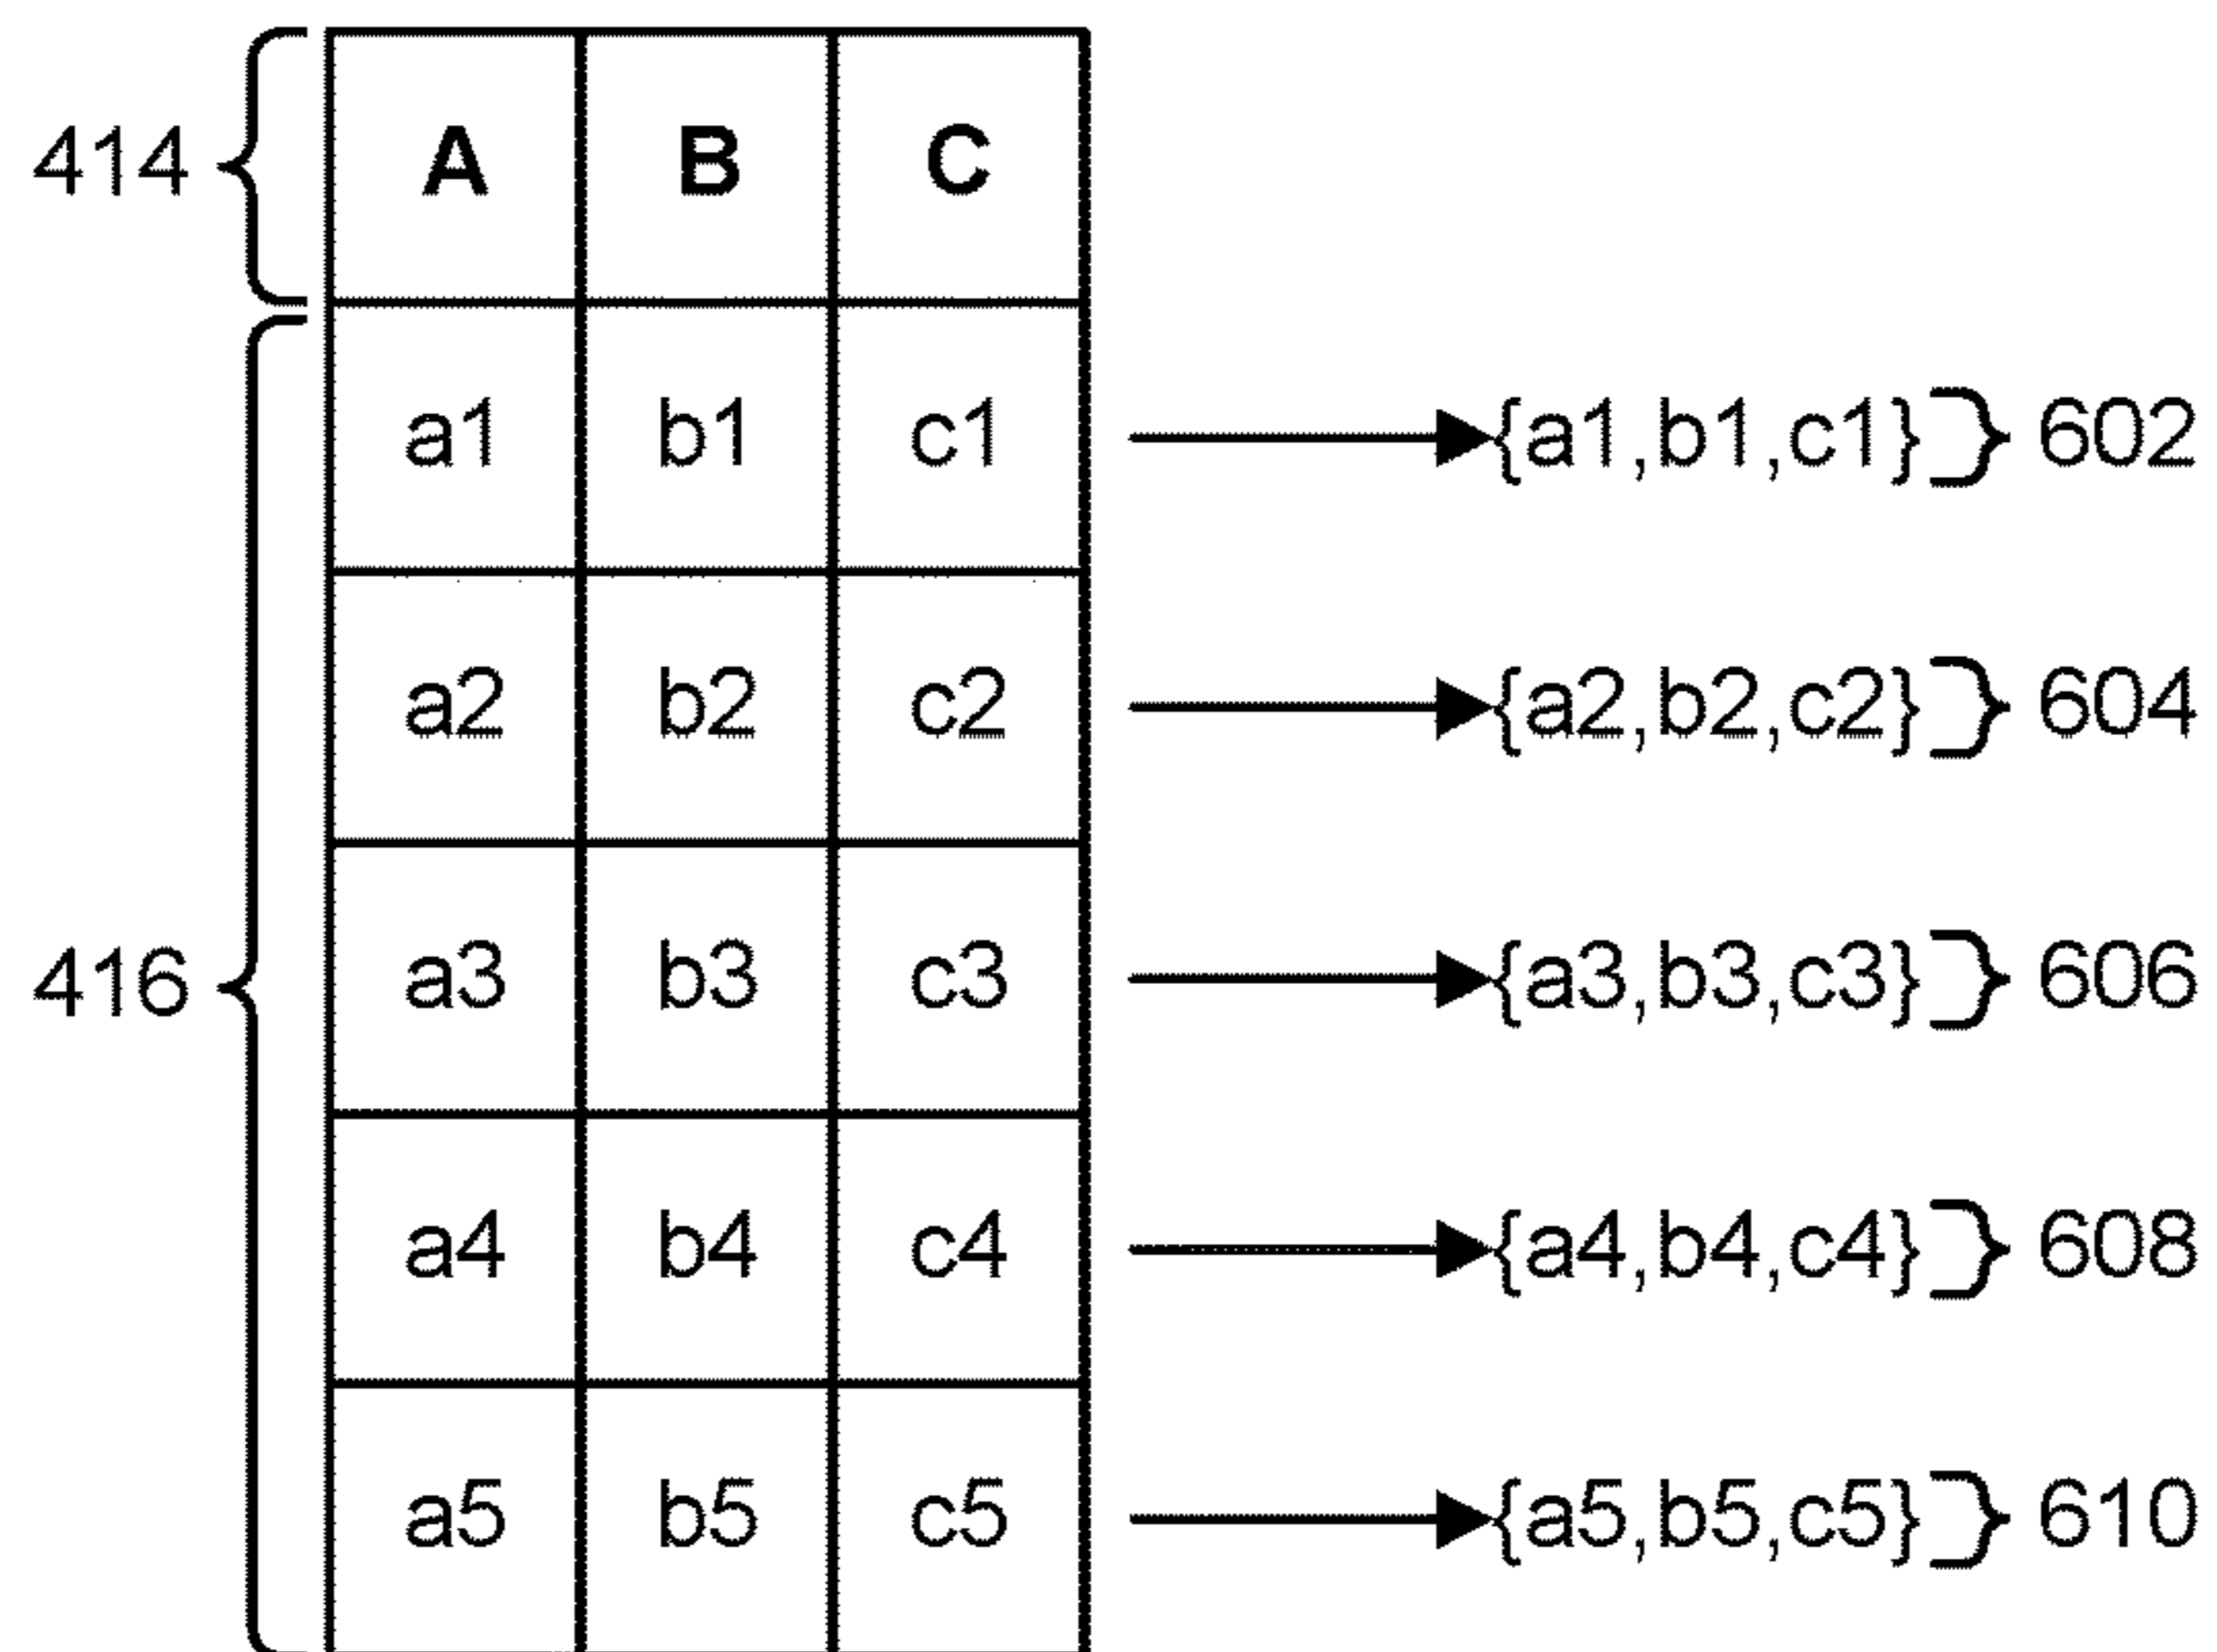 414 A B C
a1 b1 c1 {a1,b1,c1} 602
a2 b2 c2 {a2,b2,c2} 604
416 a3 b3 c3 {a3,b3,c3} 606
a4 b4 c4 {a4,b4,c4} 608
a5 b5 c5 {a5,b5,c5} 610